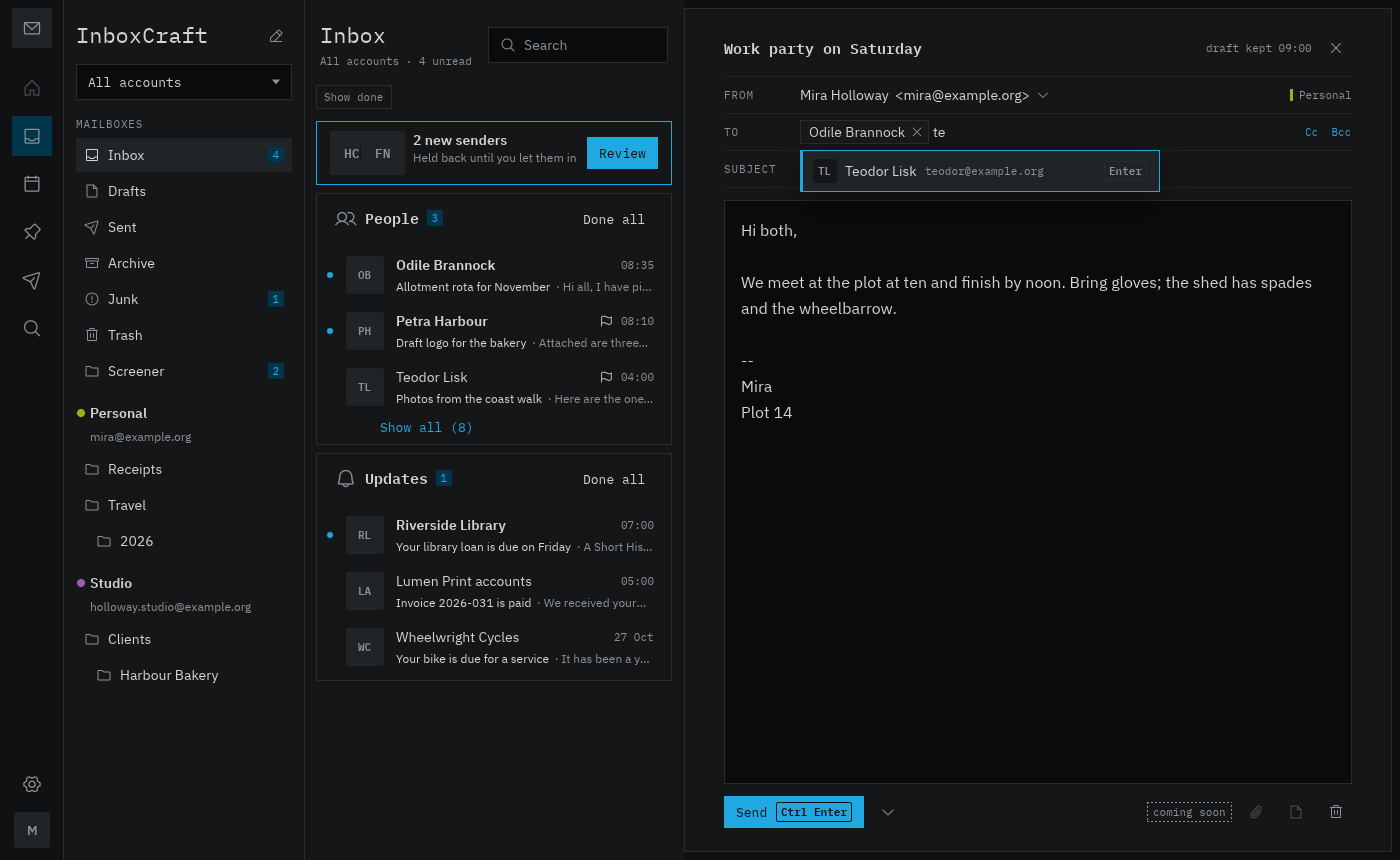 InboxCraft
All accounts
MAILBOXES
Inbox 4
Drafts
Sent
Archive
Junk 1
Trash
Screener 2
Personal
mira@example.org
Receipts
Travel
2026
Studio
holloway.studio@example.org
Clients
Harbour Bakery
M
Inbox
All accounts · 4 unread
Search
Show done
HC FN
2 new senders
Held back until you let them in
Review
People 3 Done all
OB
Odile Brannock 08:35
Allotment rota for November · Hi all, I have pi…
PH
Petra Harbour 08:10
Draft logo for the bakery · Attached are three…
TL
Teodor Lisk 04:00
Photos from the coast walk · Here are the one…
Show all (8)
Updates 1 Done all
RL
Riverside Library 07:00
Your library loan is due on Friday · A Short His…
LA
Lumen Print accounts 05:00
Invoice 2026-031 is paid · We received your…
WC
Wheelwright Cycles 27 Oct
Your bike is due for a service · It has been a y…
Work party on Saturday draft kept 09:00
FROM Mira Holloway <mira@example.org> Personal
TO Odile Brannock te Cc Bcc
SUBJECT
TL Teodor Lisk teodor@example.org Enter
Hi both,
We meet at the plot at ten and finish by noon. Bring gloves; the shed has spades
and the wheelbarrow.
--
Mira
Plot 14
Send Ctrl Enter
coming soon